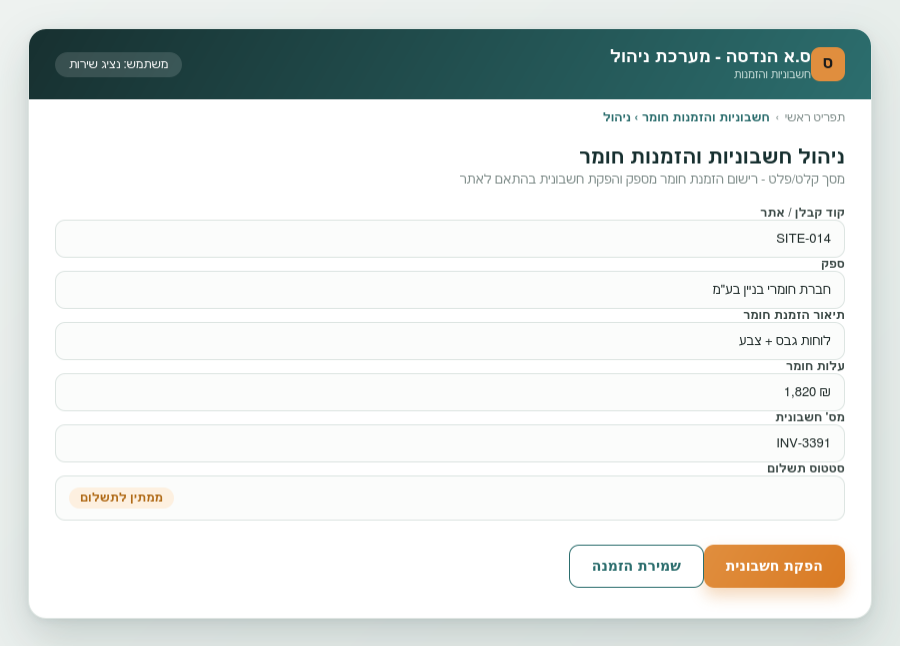 ס
ס.א הנדסה - מערכת ניהול
חשבוניות והזמנות
משתמש: נציג שירות
תפריט ראשי › חשבוניות והזמנות חומר › ניהול
ניהול חשבוניות והזמנות חומר
מסך קלט/פלט - רישום הזמנת חומר מספק והפקת חשבונית בהתאם לאתר
קוד קבלן / אתר
SITE-014
ספק
חברת חומרי בניין בע"מ
תיאור הזמנת חומר
לוחות גבס + צבע
עלות חומר
₪ 1,820
מס' חשבונית
INV-3391
סטטוס תשלום
ממתין לתשלום
הפקת חשבונית
שמירת הזמנה